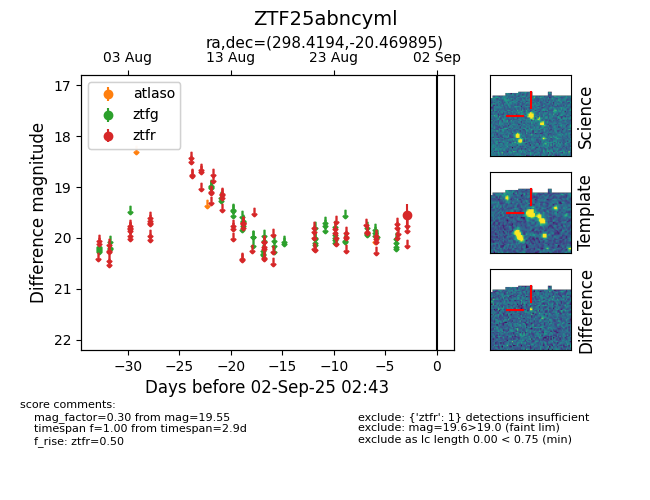 ZTF25abncyml
ra,dec=(298.4194,-20.469895)
03 Aug 13 Aug 23 Aug 02 Sep
atlaso
ztfg
ztfr
17
18
19
20
21
22
Difference magnitude
−30 −25 −20 −15 −10 −5 0
Days before 02-Sep-25 02:43
Science
Template
Difference
score comments:
mag_factor=0.30 from mag=19.55
timespan f=1.00 from timespan=2.9d
f_rise: ztfr=0.50
exclude: {'ztfr': 1} detections insufficient
exclude: mag=19.6>19.0 (faint lim)
exclude as lc length 0.00 < 0.75 (min)